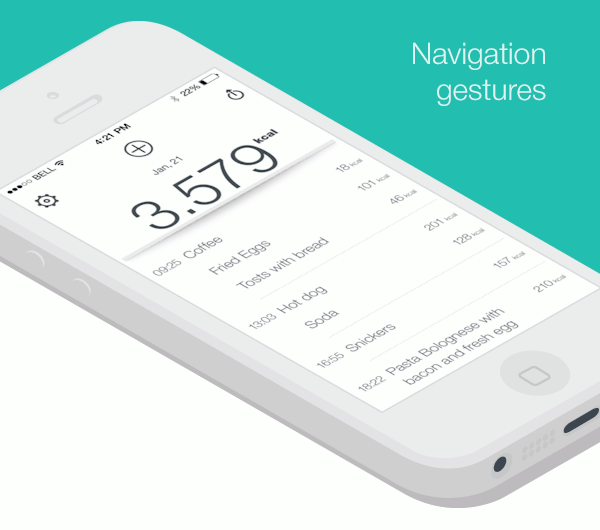 Navigation
gestures
BELL 4:21 PM 22%
Jan, 21
3.579 kcal
09:25 Coffee 18 kcal
Fried Eggs 101 kcal
Tosts with bread 46 kcal
13:03 Hot dog 201 kcal
Soda 128 kcal
16:55 Snickers 157 kcal
18:22 Pasta Bolognese with 210 kcal
bacon and fresh egg